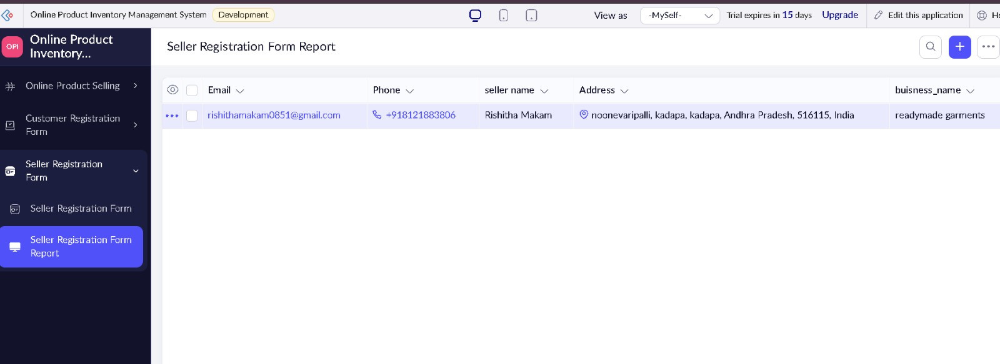 Online Product Inventory Management System Development View as -MySelf- Trial expires in 15 days Upgrade Edit this application
OPI Online Product
Inventory...
Seller Registration Form Report
Online Product Selling
Customer Registration
Form
Seller Registration
Form
Seller Registration Form
Seller Registration Form
Report
Email Phone seller name Address buisness_name
rishithamakam0851@gmail.com +918121883806 Rishitha Makam noonevaripalli, kadapa, kadapa, Andhra Pradesh, 516115, India readymade garments